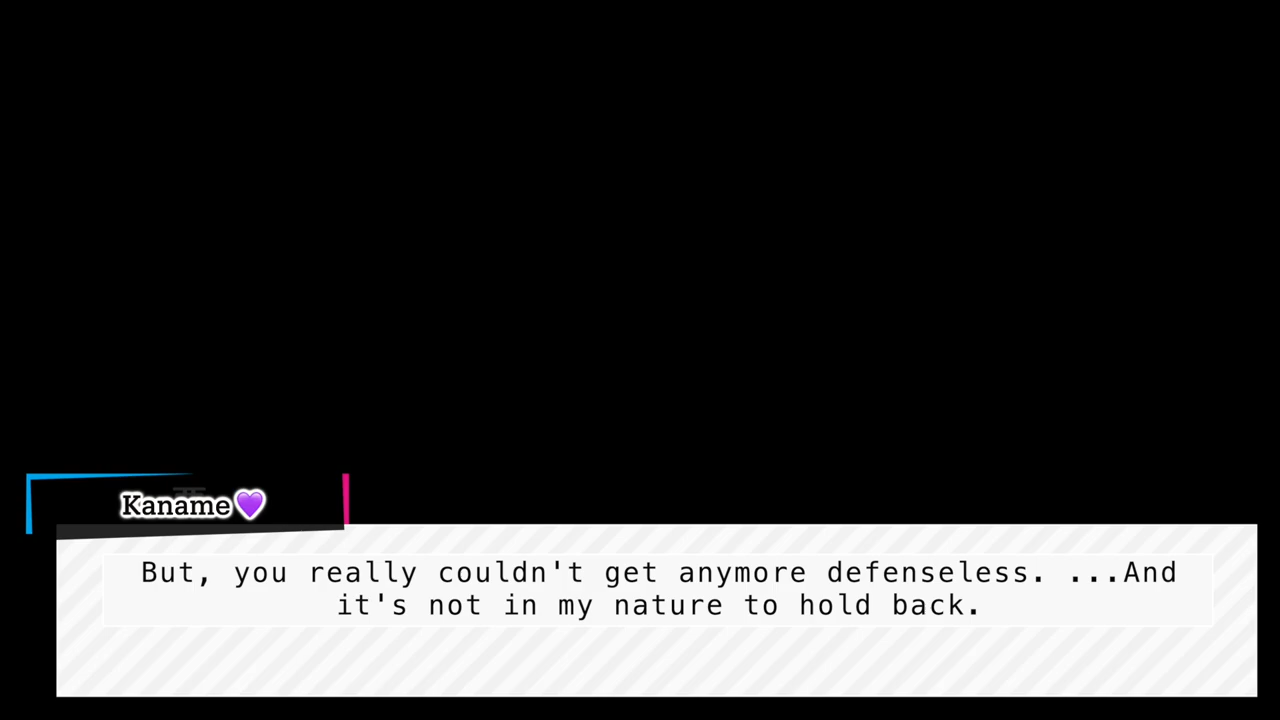 Kaname💜
But, you really couldn't get anymore defenseless. ...And
it's not in my nature to hold back.